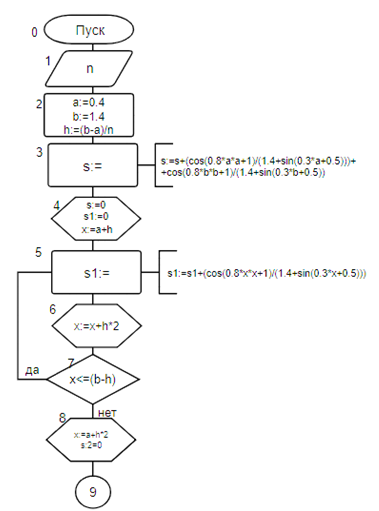 0
Пуск
1
n
2
a:=0.4
b:=1.4
h:=(b-a)/n
3
s:=
s:=s+(cos(0.8*a*a+1)/(1.4+sin(0.3*a+0.5)))+
+cos(0.8*b*b+1)/(1.4+sin(0.3*b+0.5))
4
s:=0
s1:=0
x:=a+h
5
s1:=
s1:=s1+(cos(0.8*x*x+1)/(1.4+sin(0.3*x+0.5)))
6
x:=x+h*2
7
x<=(b-h)
да
нет
8
x:=a+h*2
s:2=0
9